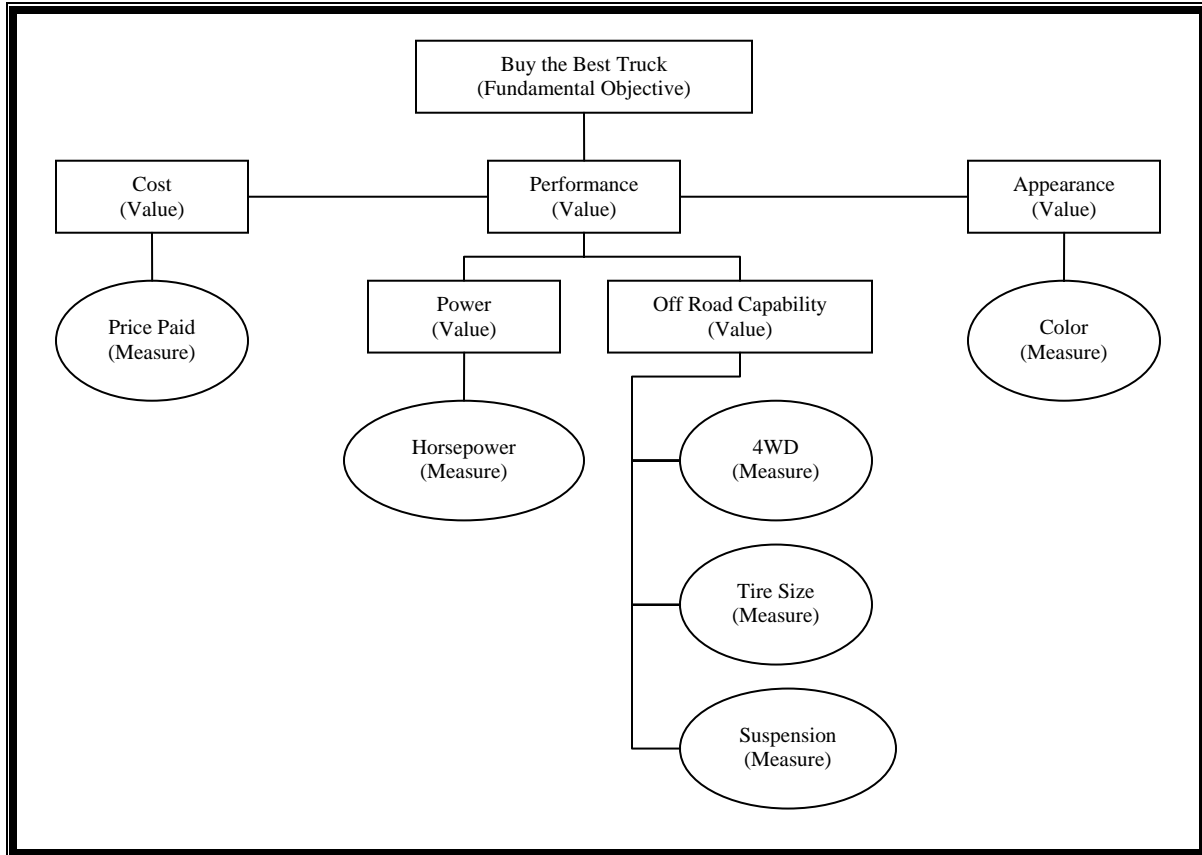 Buy the Best Truck
(Fundamental Objective)
Cost
(Value)
Performance
(Value)
Appearance
(Value)
Price Paid
(Measure)
Power
(Value)
Off Road Capability
(Value)
Color
(Measure)
Horsepower
(Measure)
4WD
(Measure)
Tire Size
(Measure)
Suspension
(Measure)